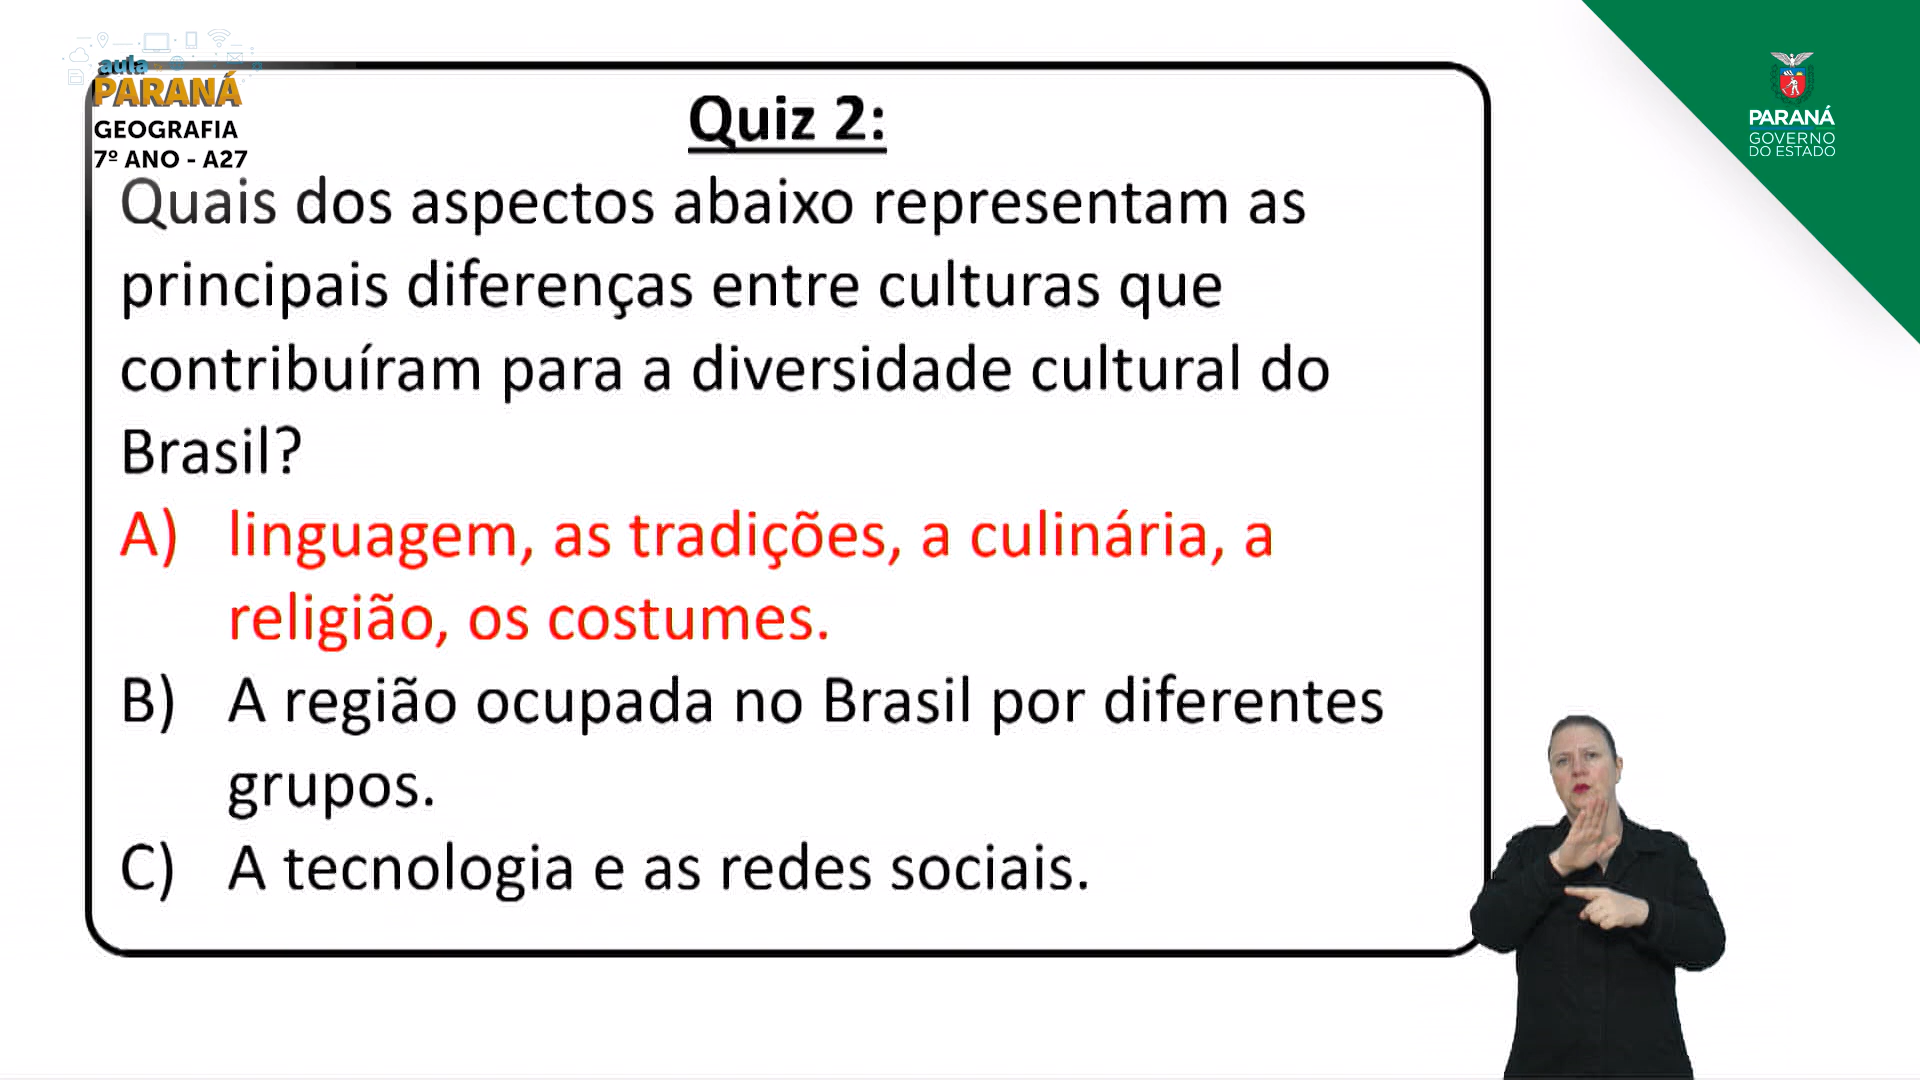 aula
PARANÁ
GEOGRAFIA
7º ANO - A27
PARANÁ
GOVERNO
DO ESTADO
Quiz 2:
Quais dos aspectos abaixo representam as
principais diferenças entre culturas que
contribuíram para a diversidade cultural do
Brasil?
A) linguagem, as tradições, a culinária, a
religião, os costumes.
B) A região ocupada no Brasil por diferentes
grupos.
C) A tecnologia e as redes sociais.